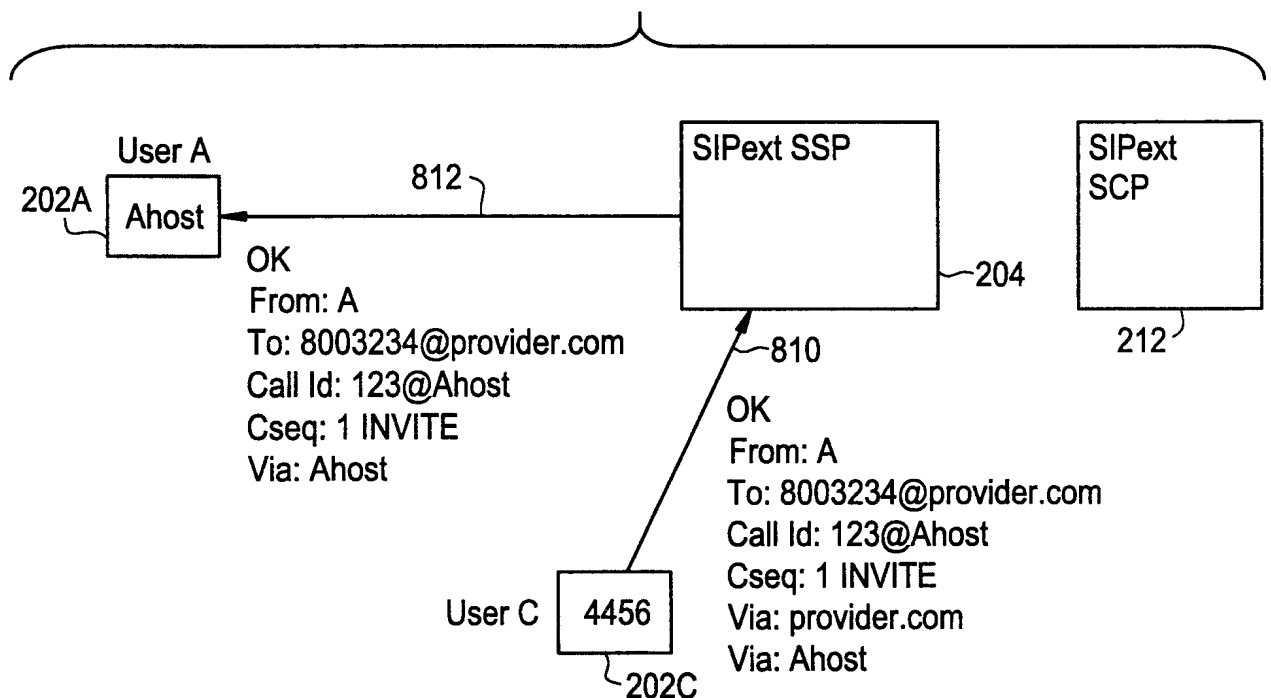 User A
202A
Ahost
812
SIPext SSP
204
SIPext
SCP
212
OK
From: A
To: 8003234@provider.com
Call Id: 123@Ahost
Cseq: 1 INVITE
Via: Ahost
810
OK
From: A
To: 8003234@provider.com
Call Id: 123@Ahost
Cseq: 1 INVITE
Via: provider.com
Via: Ahost
User C
4456
202C